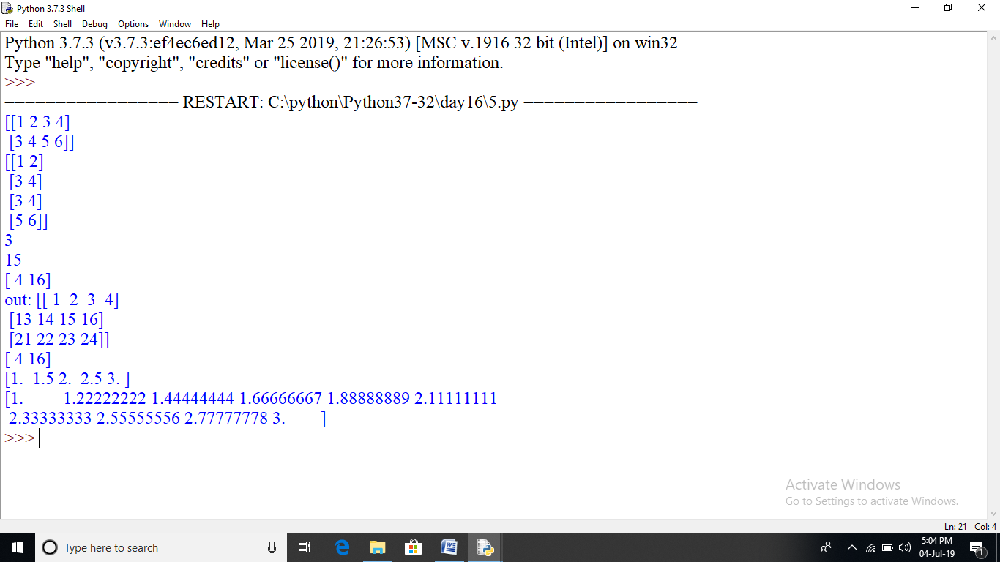 Python 3.7.3 Shell
File Edit Shell Debug Options Window Help
Python 3.7.3 (v3.7.3:ef4ec6ed12, Mar 25 2019, 21:26:53) [MSC v.1916 32 bit (Intel)] on win32
Type "help", "copyright", "credits" or "license()" for more information.
>>>
================= RESTART: C:\python\Python37-32\day16\5.py =================
[[1 2 3 4]
 [3 4 5 6]]
[[1 2]
 [3 4]
 [3 4]
 [5 6]]
3
15
[ 4 16]
out: [[ 1  2  3  4]
 [13 14 15 16]
 [21 22 23 24]]
[ 4 16]
[1.  1.5 2.  2.5 3. ]
[1.         1.22222222 1.44444444 1.66666667 1.88888889 2.11111111
 2.33333333 2.55555556 2.77777778 3.        ]
>>>
Activate Windows
Go to Settings to activate Windows.
Ln: 21 Col: 4
Type here to search
5:04 PM
04-Jul-19
1